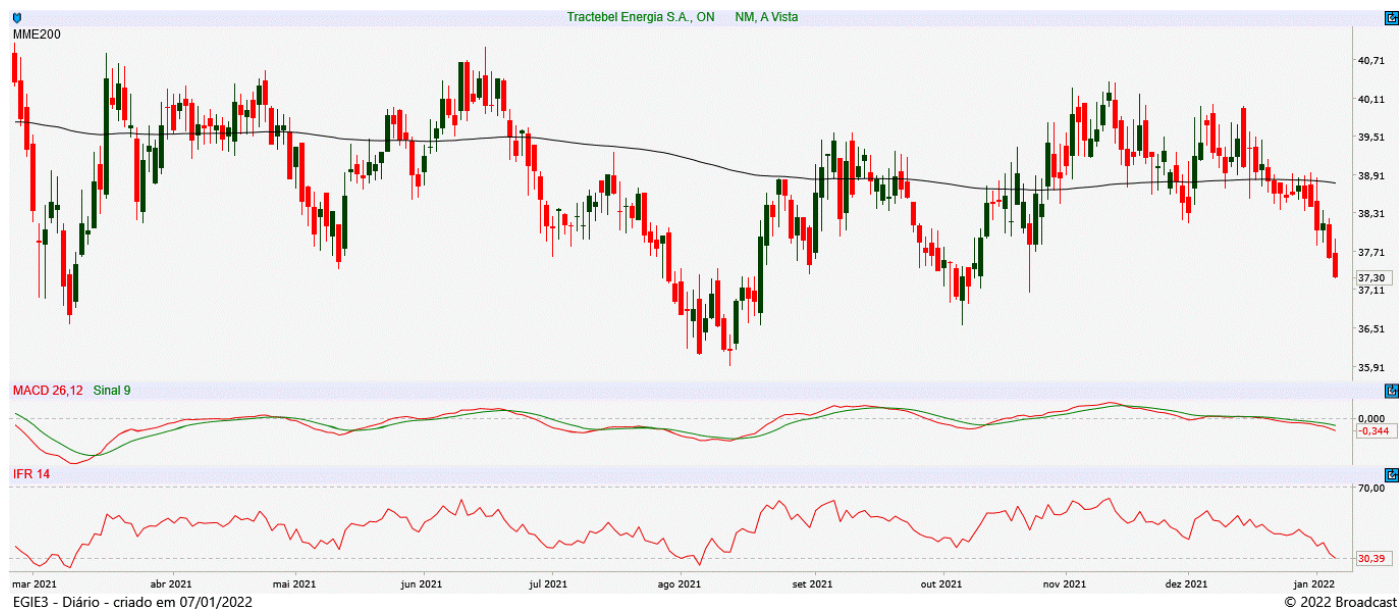 Tractebel Energia S.A., ON NM, A Vista
MME200
40,71
40,11
39,51
38,91
38,31
37,71
37,30
37,11
36,51
35,91
MACD 26,12 Sinal 9
0,000
-0,344
IFR 14
70,00
30,39
mar 2021 abr 2021 mai 2021 jun 2021 jul 2021 ago 2021 set 2021 out 2021 nov 2021 dez 2021 jan 2022
EGIE3 - Diário - criado em 07/01/2022 © 2022 Broadcast